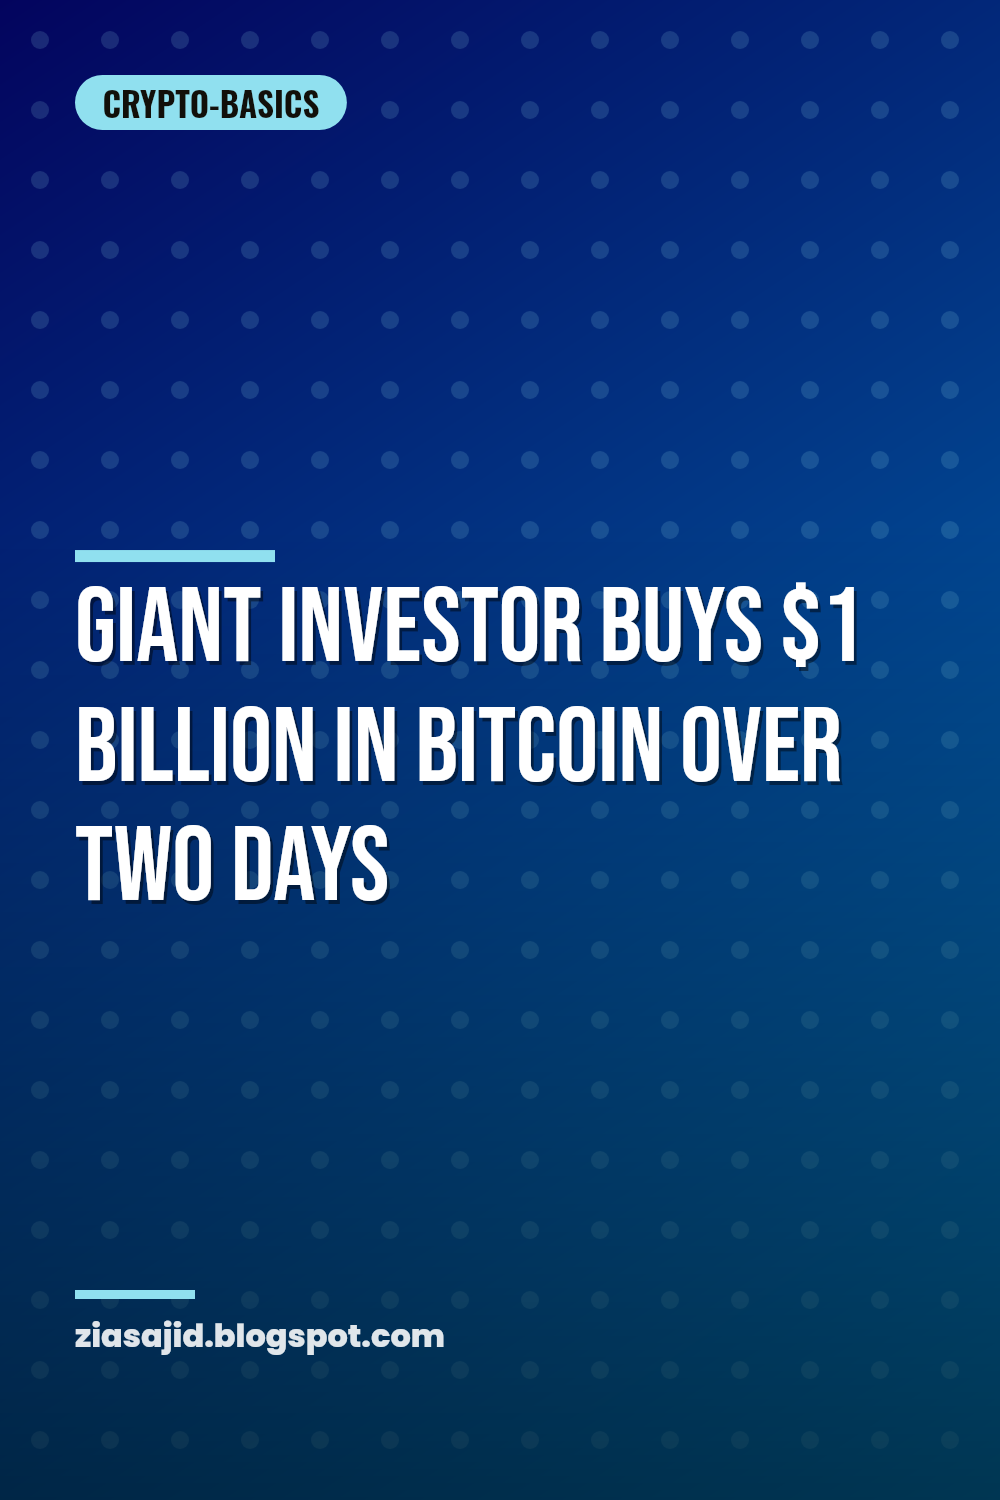 CRYPTO-BASICS
GIANT INVESTOR BUYS $1
BILLION IN BITCOIN OVER
TWO DAYS
ziasajid.blogspot.com